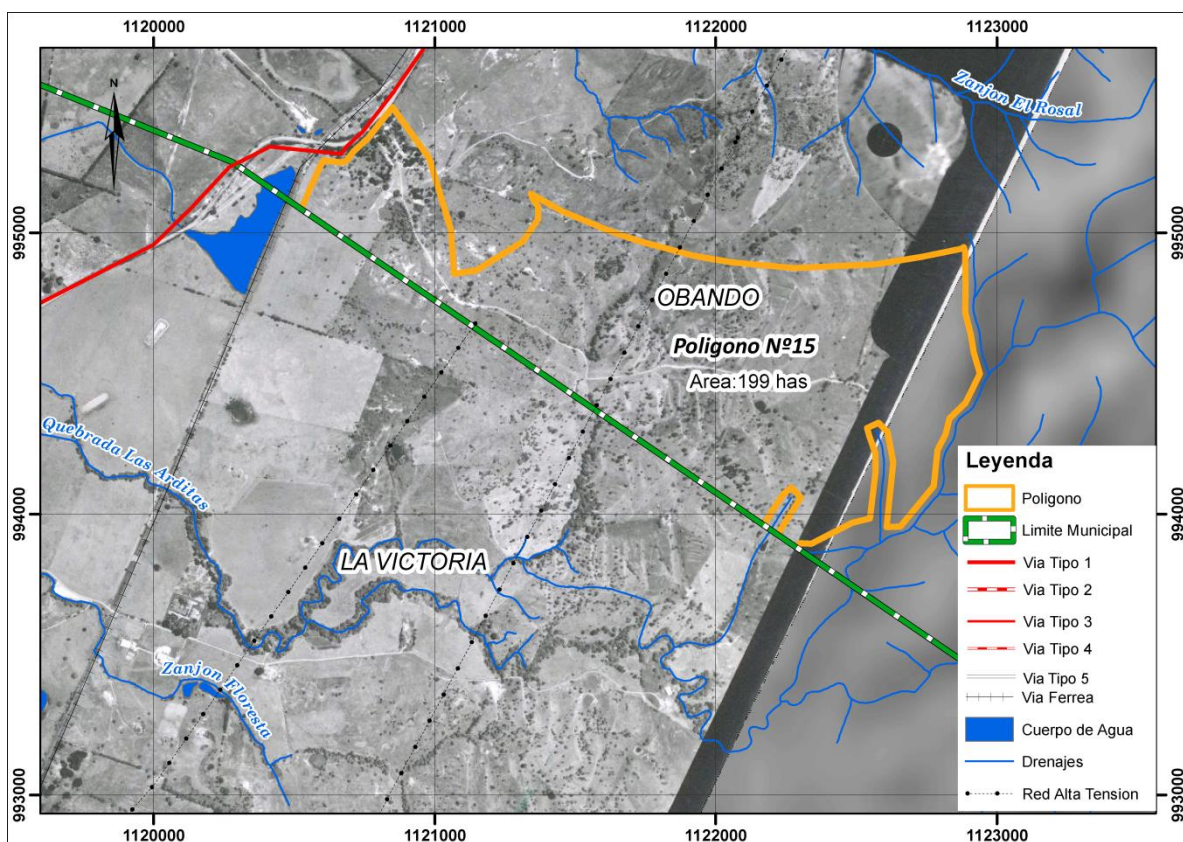 1120000 1121000 1122000 1123000
N
Zanjon El Rosal
995000 995000
OBANDO
Poligono Nº15
Area:199 has
Quebrada Las Arditas
Leyenda
Poligono
994000 994000
Limite Municipal
LA VICTORIA
Via Tipo 1
Via Tipo 2
Via Tipo 3
Via Tipo 4
Zanjon Floresta
Via Tipo 5
Via Ferrea
Cuerpo de Agua
Drenajes
993000 993000
Red Alta Tension
1120000 1121000 1122000 1123000